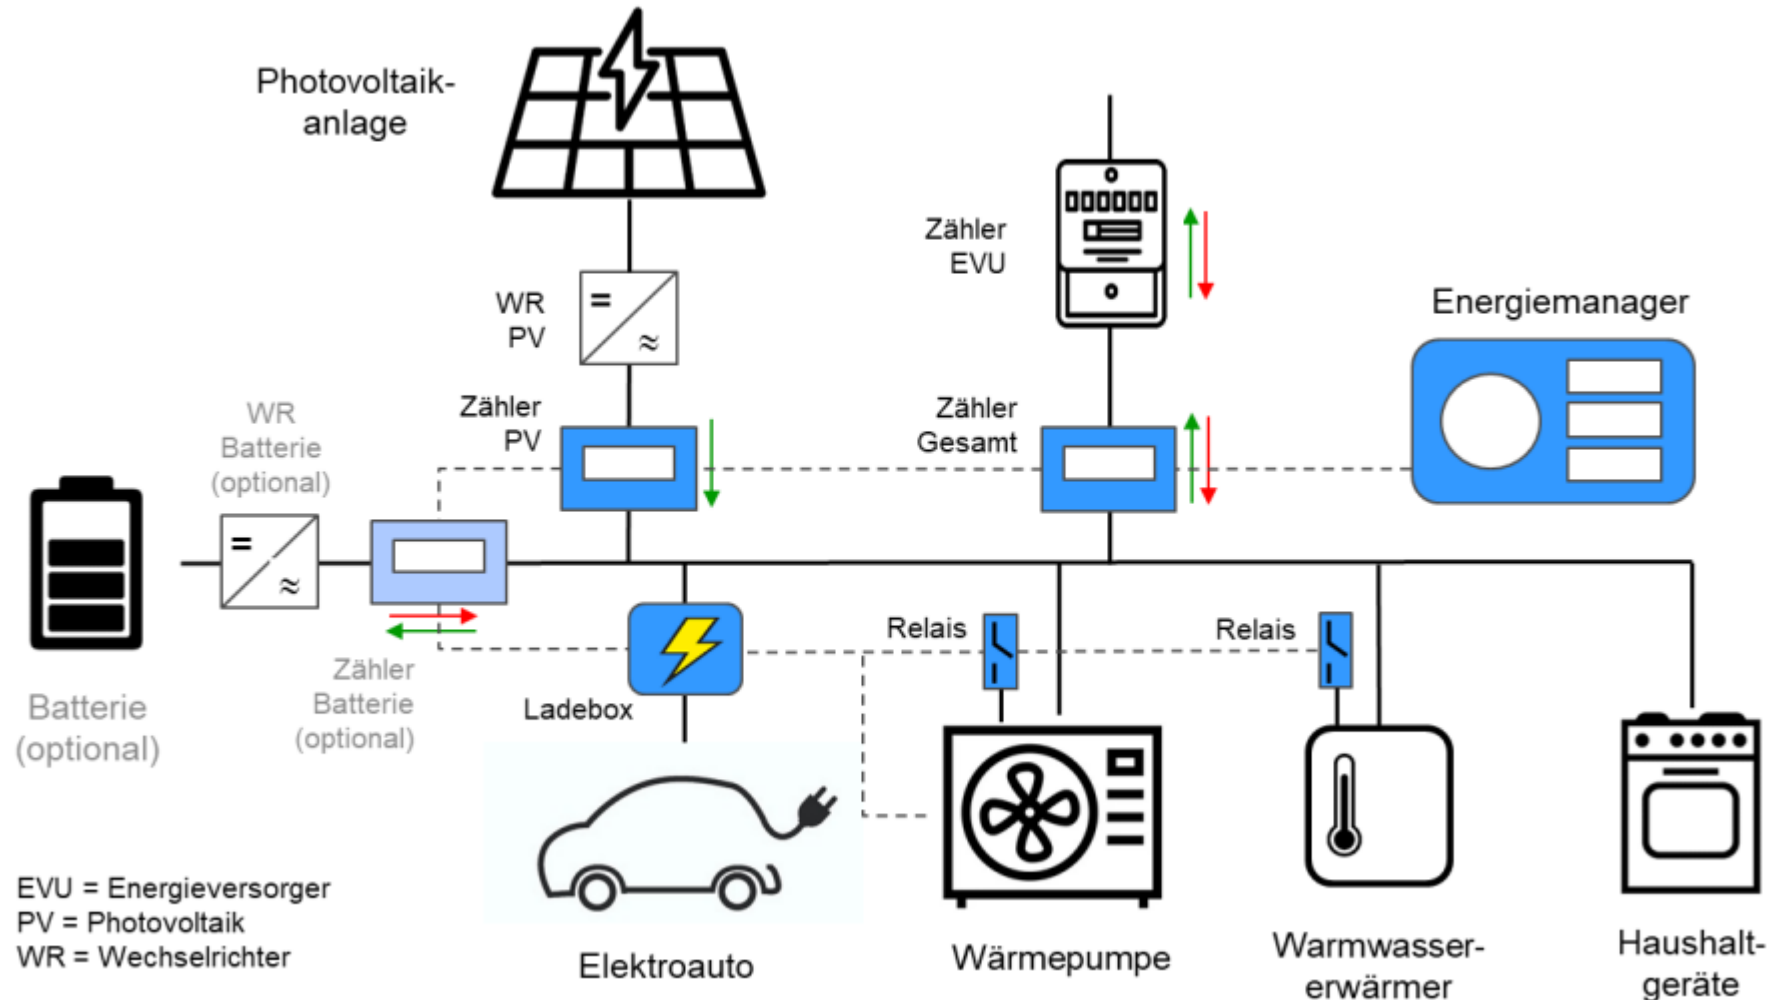 Photovoltaik-
anlage
Zähler
EVU
Energiemanager
WR
PV
Zähler
PV
Zähler
Gesamt
WR
Batterie
(optional)
Relais
Relais
Zähler
Batterie
(optional)
Ladebox
Batterie
(optional)
EVU = Energieversorger
PV = Photovoltaik
WR = Wechselrichter
Elektroauto
Wärmepumpe
Warmwasser-
erwärmer
Haushalt-
geräte